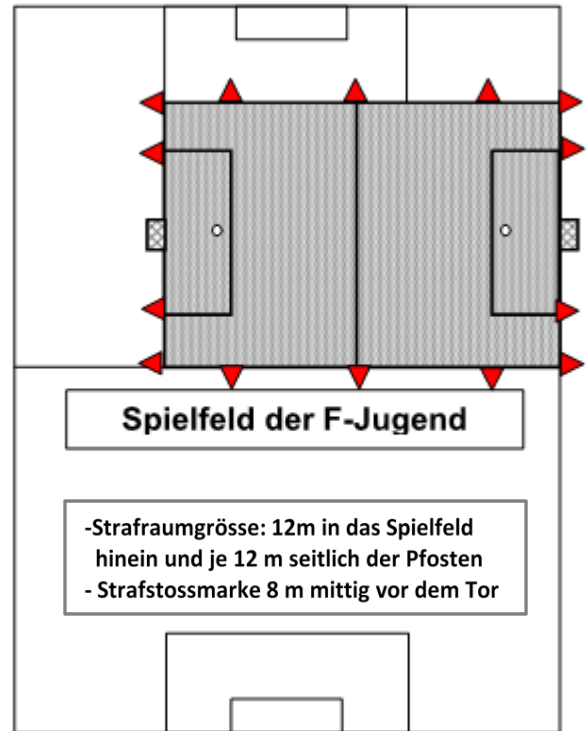 Spielfeld der F-Jugend
-Strafraumgrösse: 12m in das Spielfeld
hinein und je 12 m seitlich der Pfosten
- Strafstossmarke 8 m mittig vor dem Tor